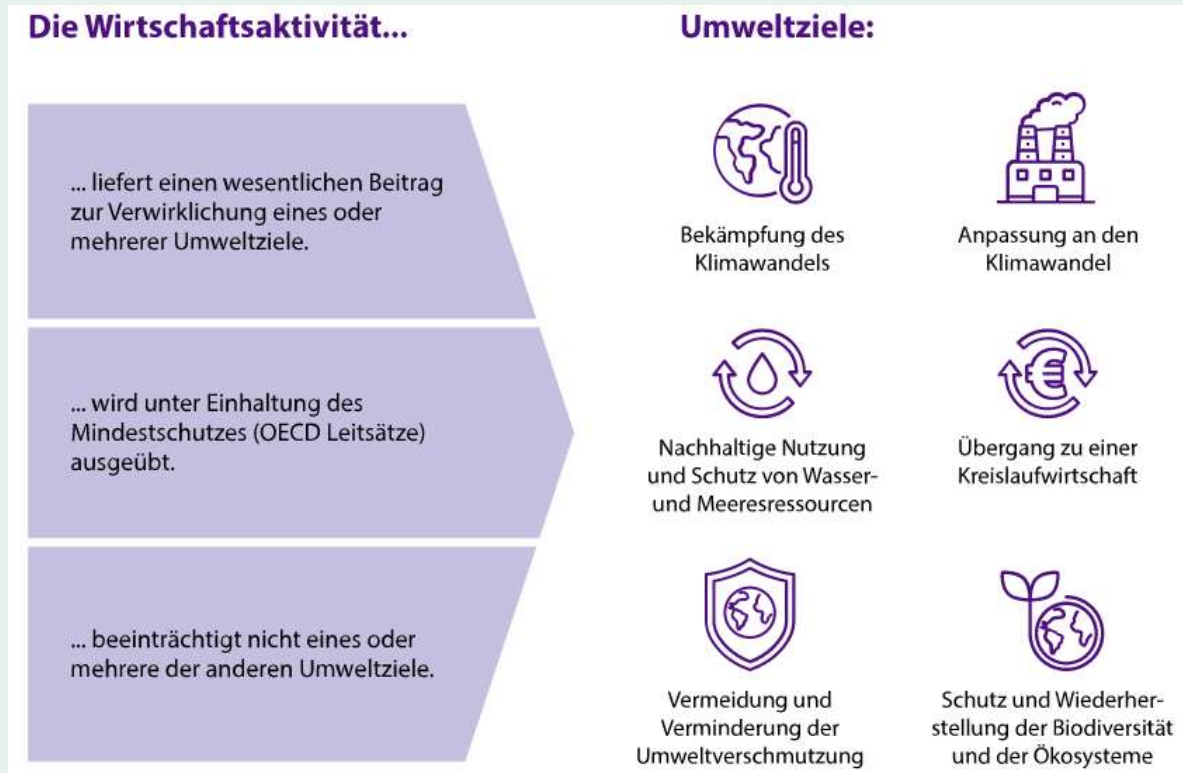 Die Wirtschaftsaktivität...
... liefert einen wesentlichen Beitrag
zur Verwirklichung eines oder
mehrerer Umweltziele.
... wird unter Einhaltung des
Mindestschutzes (OECD Leitsätze)
ausgeübt.
... beeinträchtigt nicht eines oder
mehrere der anderen Umweltziele.
Umweltziele:
Bekämpfung des
Klimawandels
Anpassung an den
Klimawandel
Nachhaltige Nutzung
und Schutz von Wasser-
und Meeresressourcen
Übergang zu einer
Kreislaufwirtschaft
Vermeidung und
Verminderung der
Umweltverschmutzung
Schutz und Wiederher-
stellung der Biodiversität
und der Ökosysteme